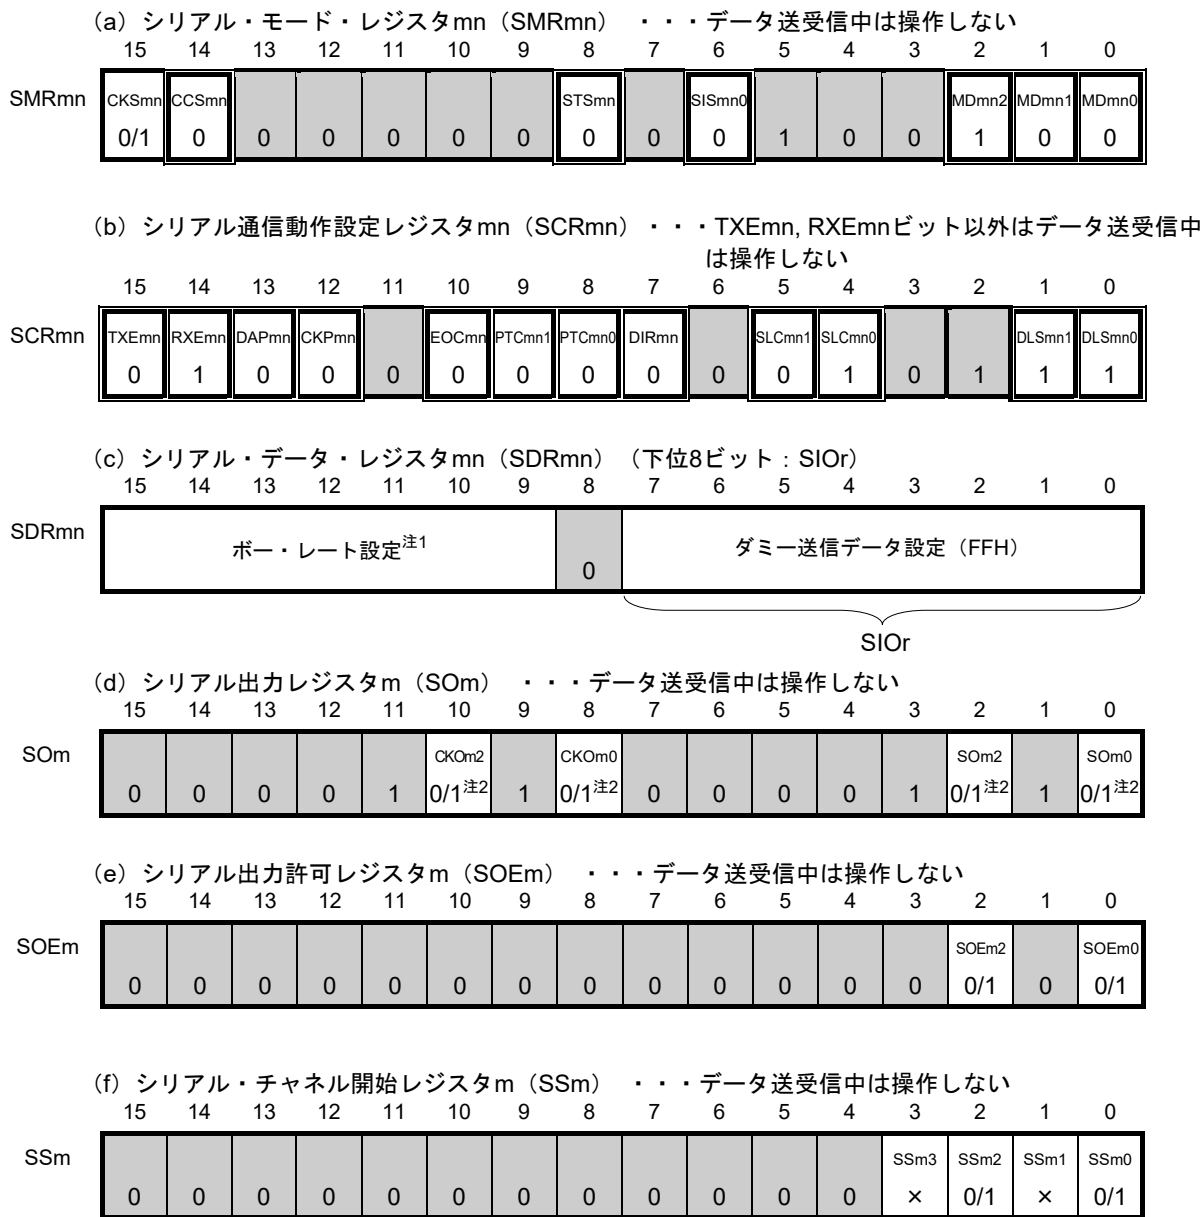 (a) シリアル・モード・レジスタmn（SMRmn） ・・・データ送受信中は操作しない
15 14 13 12 11 10 9 8 7 6 5 4 3 2 1 0
SMRmn CKSmn CCSmn STSmn SISmn0 MDmn2 MDmn1 MDmn0
0/1 0 0 0 0 0 0 0 0 0 1 0 0 1 0 0
(b) シリアル通信動作設定レジスタmn（SCRmn）・・・TXEmn, RXEmnビット以外はデータ送受信中
は操作しない
15 14 13 12 11 10 9 8 7 6 5 4 3 2 1 0
SCRmn TXEmn RXEmn DAPmn CKPmn EOCmn PTCmn1 PTCmn0 DIRmn SLCmn1 SLCmn0 DLSmn1 DLSmn0
0 1 0 0 0 0 0 0 0 0 0 1 0 1 1 1
(c) シリアル・データ・レジスタmn（SDRmn）（下位8ビット：SIOr）
15 14 13 12 11 10 9 8 7 6 5 4 3 2 1 0
SDRmn ボー・レート設定注1 0 ダミー送信データ設定（FFH）
SIOr
(d) シリアル出力レジスタm（SOm） ・・・データ送受信中は操作しない
15 14 13 12 11 10 9 8 7 6 5 4 3 2 1 0
SOm CKOm2 CKOm0 SOm2 SOm0
0 0 0 0 1 0/1注2 1 0/1注2 0 0 0 0 1 0/1注2 1 0/1注2
(e) シリアル出力許可レジスタm（SOEm） ・・・データ送受信中は操作しない
15 14 13 12 11 10 9 8 7 6 5 4 3 2 1 0
SOEm SOEm2 SOEm0
0 0 0 0 0 0 0 0 0 0 0 0 0 0/1 0 0/1
(f) シリアル・チャネル開始レジスタm（SSm） ・・・データ送受信中は操作しない
15 14 13 12 11 10 9 8 7 6 5 4 3 2 1 0
SSm SSm3 SSm2 SSm1 SSm0
0 0 0 0 0 0 0 0 0 0 0 0 × 0/1 × 0/1